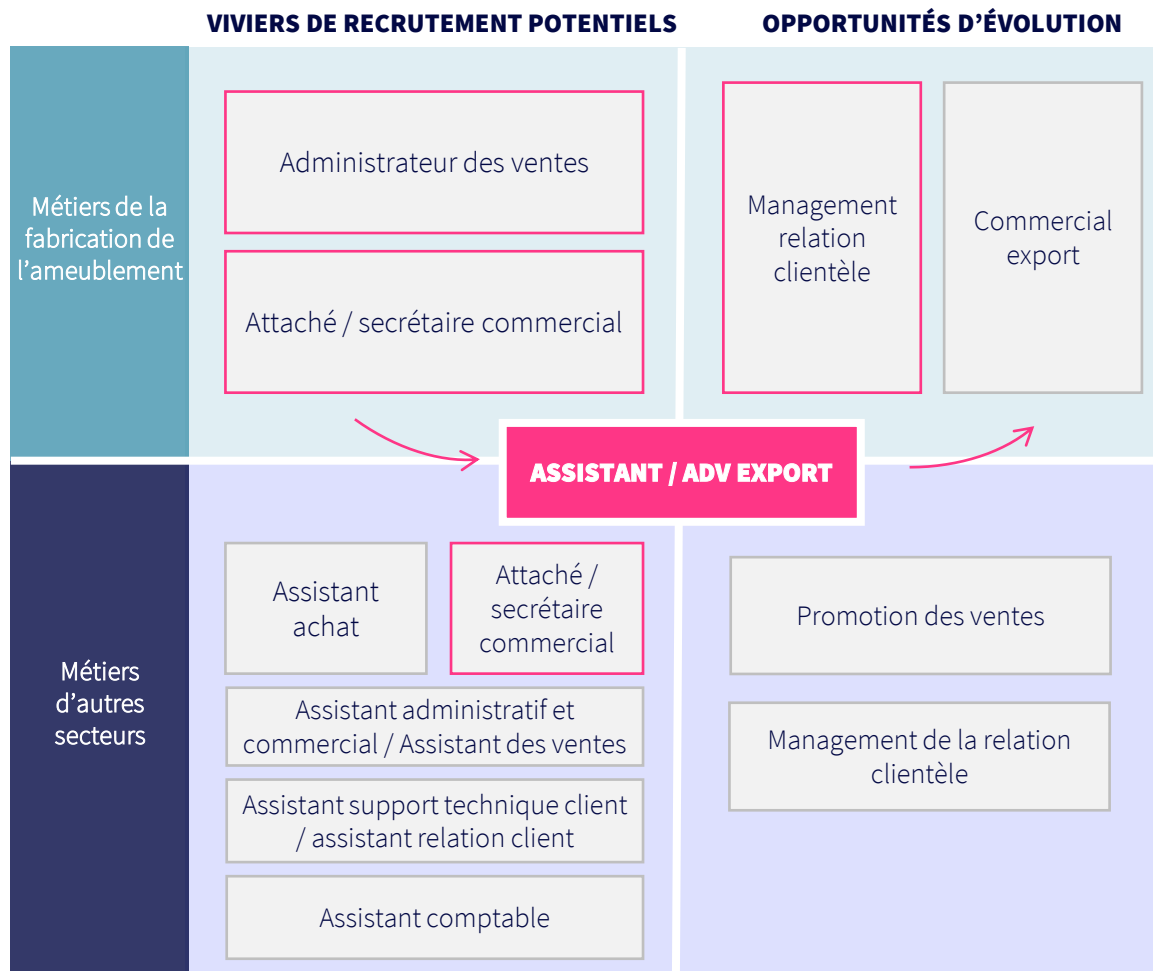 VIVIERS DE RECRUTEMENT POTENTIELS
OPPORTUNITÉS D’ÉVOLUTION
Métiers de la
fabrication de
l’ameublement
Administrateur des ventes
Attaché / secrétaire commercial
Management
relation
clientèle
Commercial
export
ASSISTANT / ADV EXPORT
Métiers
d’autres
secteurs
Assistant
achat
Attaché /
secrétaire
commercial
Assistant administratif et
commercial / Assistant des ventes
Assistant support technique client
/ assistant relation client
Assistant comptable
Promotion des ventes
Management de la relation
clientèle